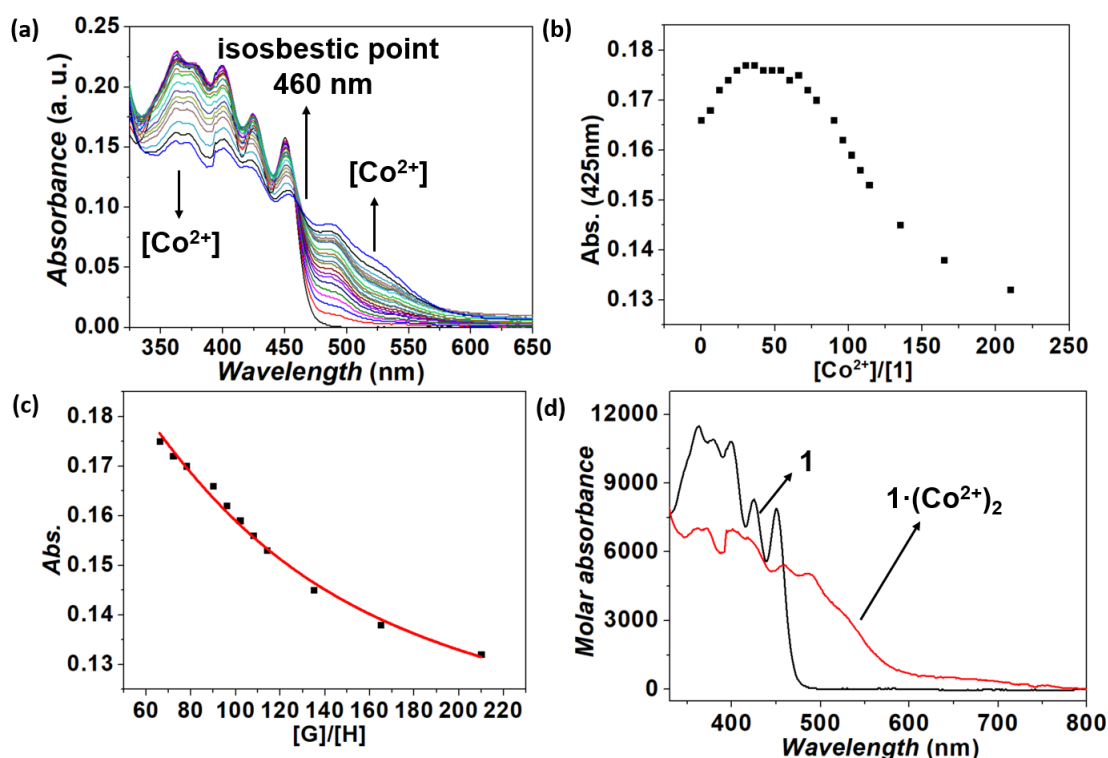 (a)
0.25
0.20
0.15
0.10
0.05
0.00
Absorbance (a. u.)
isosbestic point
460 nm
[Co²⁺]
[Co²⁺]
350 400 450 500 550 600 650
Wavelength (nm)
(b)
0.18
0.17
0.16
0.15
0.14
0.13
Abs. (425nm)
0 50 100 150 200 250
[Co²⁺]/[1]
(c)
0.18
0.17
0.16
0.15
0.14
0.13
Abs.
60 80 100 120 140 160 180 200 220
[G]/[H]
(d)
12000
9000
6000
3000
0
Molar absorbance
1
1·(Co²⁺)₂
400 500 600 700 800
Wavelength (nm)